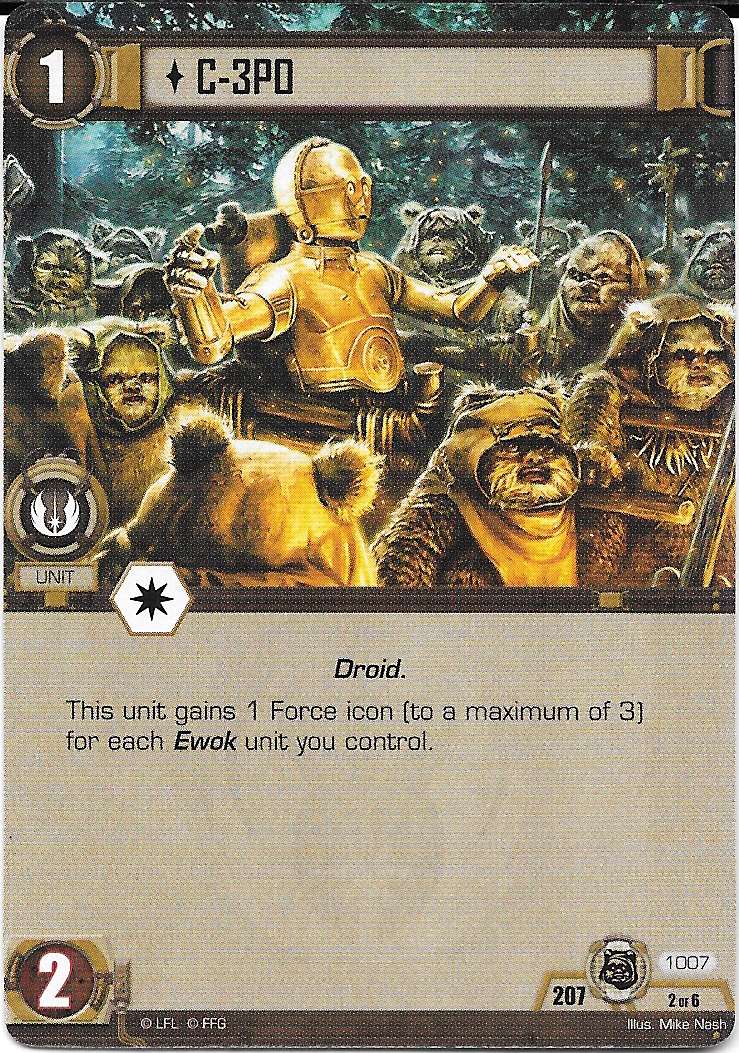 1
C-3PO
UNIT
Droid.
This unit gains 1 Force icon (to a maximum of 3)
for each Ewok unit you control.
2
207
1007
2 OF 6
© LFL © FFG
Illus. Mike Nash